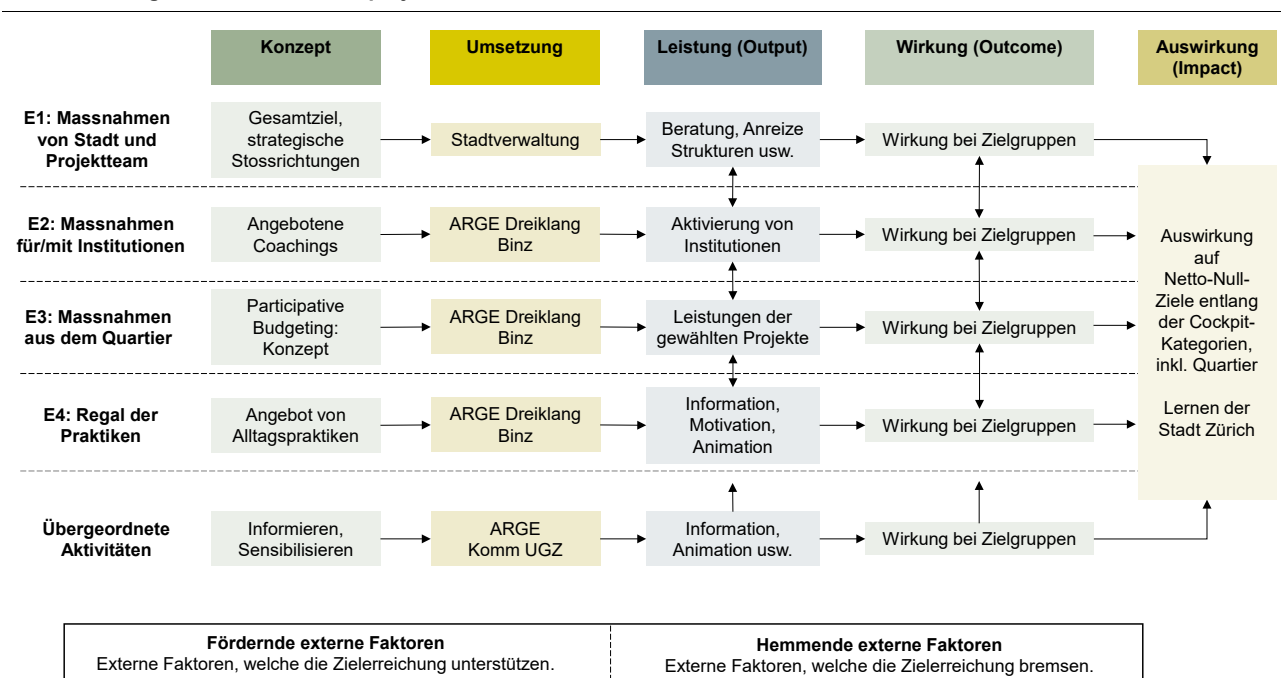 Konzept
Umsetzung
Leistung (Output)
Wirkung (Outcome)
Auswirkung
(Impact)
E1: Massnahmen
von Stadt und
Projektteam
Gesamtziel,
strategische
Stossrichtungen
Stadtverwaltung
Beratung, Anreize
Strukturen usw.
Wirkung bei Zielgruppen
E2: Massnahmen
für/mit Institutionen
Angebotene
Coachings
ARGE Dreiklang
Binz
Aktivierung von
Institutionen
Wirkung bei Zielgruppen
E3: Massnahmen
aus dem Quartier
Participative
Budgeting:
Konzept
ARGE Dreiklang
Binz
Leistungen der
gewählten Projekte
Wirkung bei Zielgruppen
E4: Regal der
Praktiken
Angebot von
Alltagspraktiken
ARGE Dreiklang
Binz
Information,
Motivation,
Animation
Wirkung bei Zielgruppen
Auswirkung
auf
Netto-Null-
Ziele entlang
der Cockpit-
Kategorien,
inkl. Quartier
Lernen der
Stadt Zürich
Übergeordnete
Aktivitäten
Informieren,
Sensibilisieren
ARGE
Komm UGZ
Information,
Animation usw.
Wirkung bei Zielgruppen
Fördernde externe Faktoren
Externe Faktoren, welche die Zielerreichung unterstützen.
Hemmende externe Faktoren
Externe Faktoren, welche die Zielerreichung bremsen.